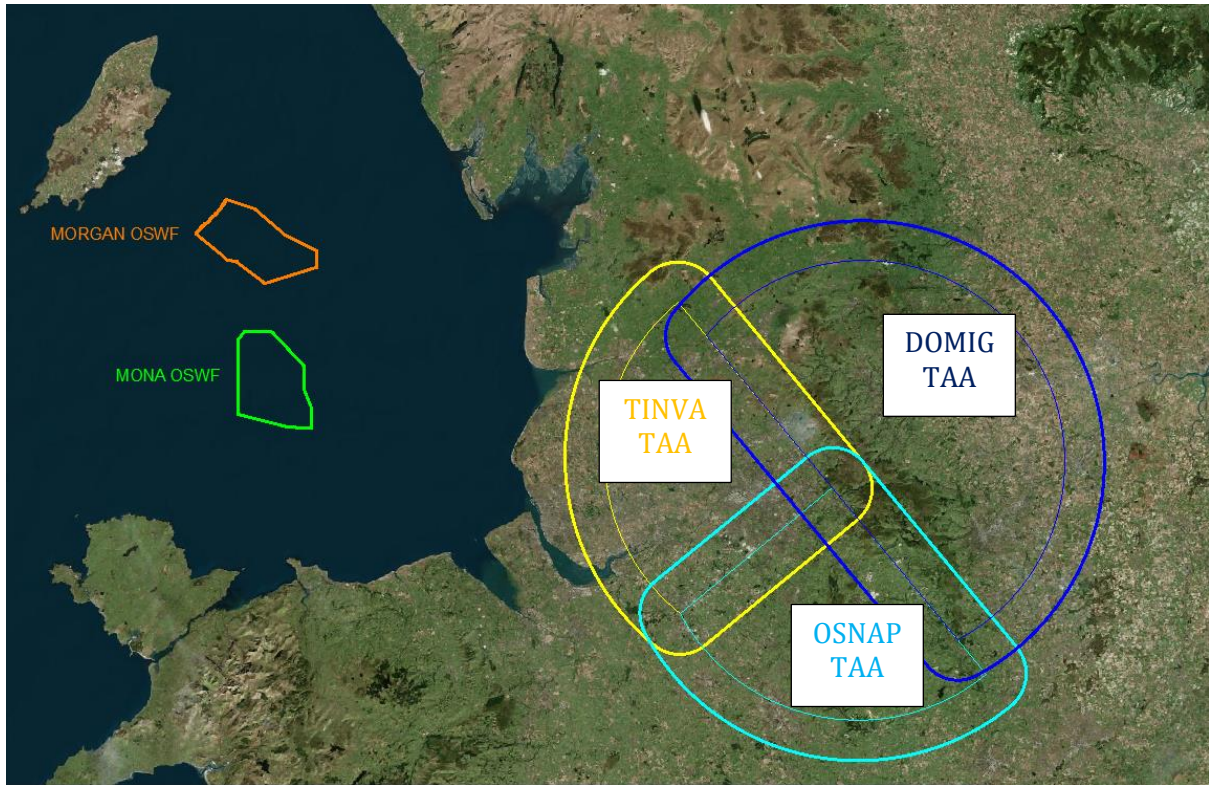 MORGAN OSWF
MONA OSWF
DOMIG
TAA
TINVA
TAA
OSNAP
TAA